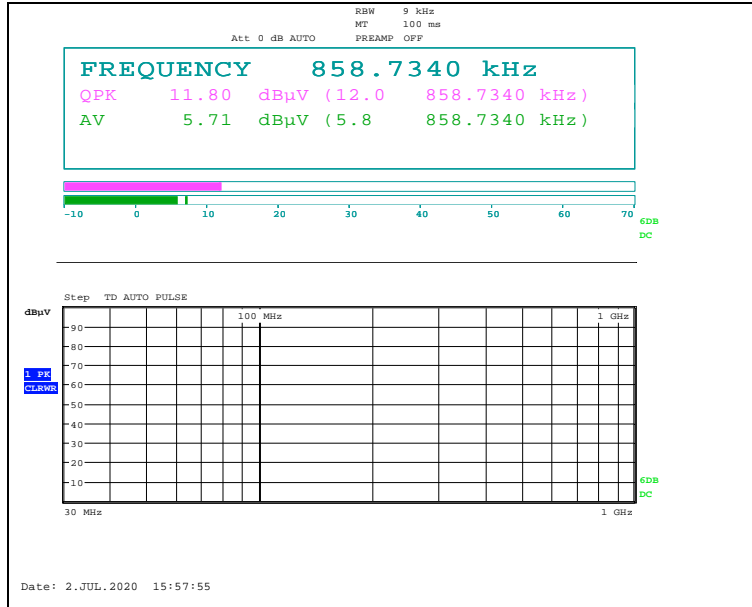 RBW 9 kHz
MT 100 ms
Att 0 dB AUTO PREAMP OFF
FREQUENCY 858.7340 kHz
QPK 11.80 dBµV (12.0 858.7340 kHz)
AV 5.71 dBµV (5.8 858.7340 kHz)
-10 0 10 20 30 40 50 60 70
6DB
DC
Step TD AUTO PULSE
dBµV
100 MHz 1 GHz
90
80
70
1 PK
60
CLRWR
50
40
30
20
10
6DB
DC
30 MHz 1 GHz
Date: 2.JUL.2020 15:57:55